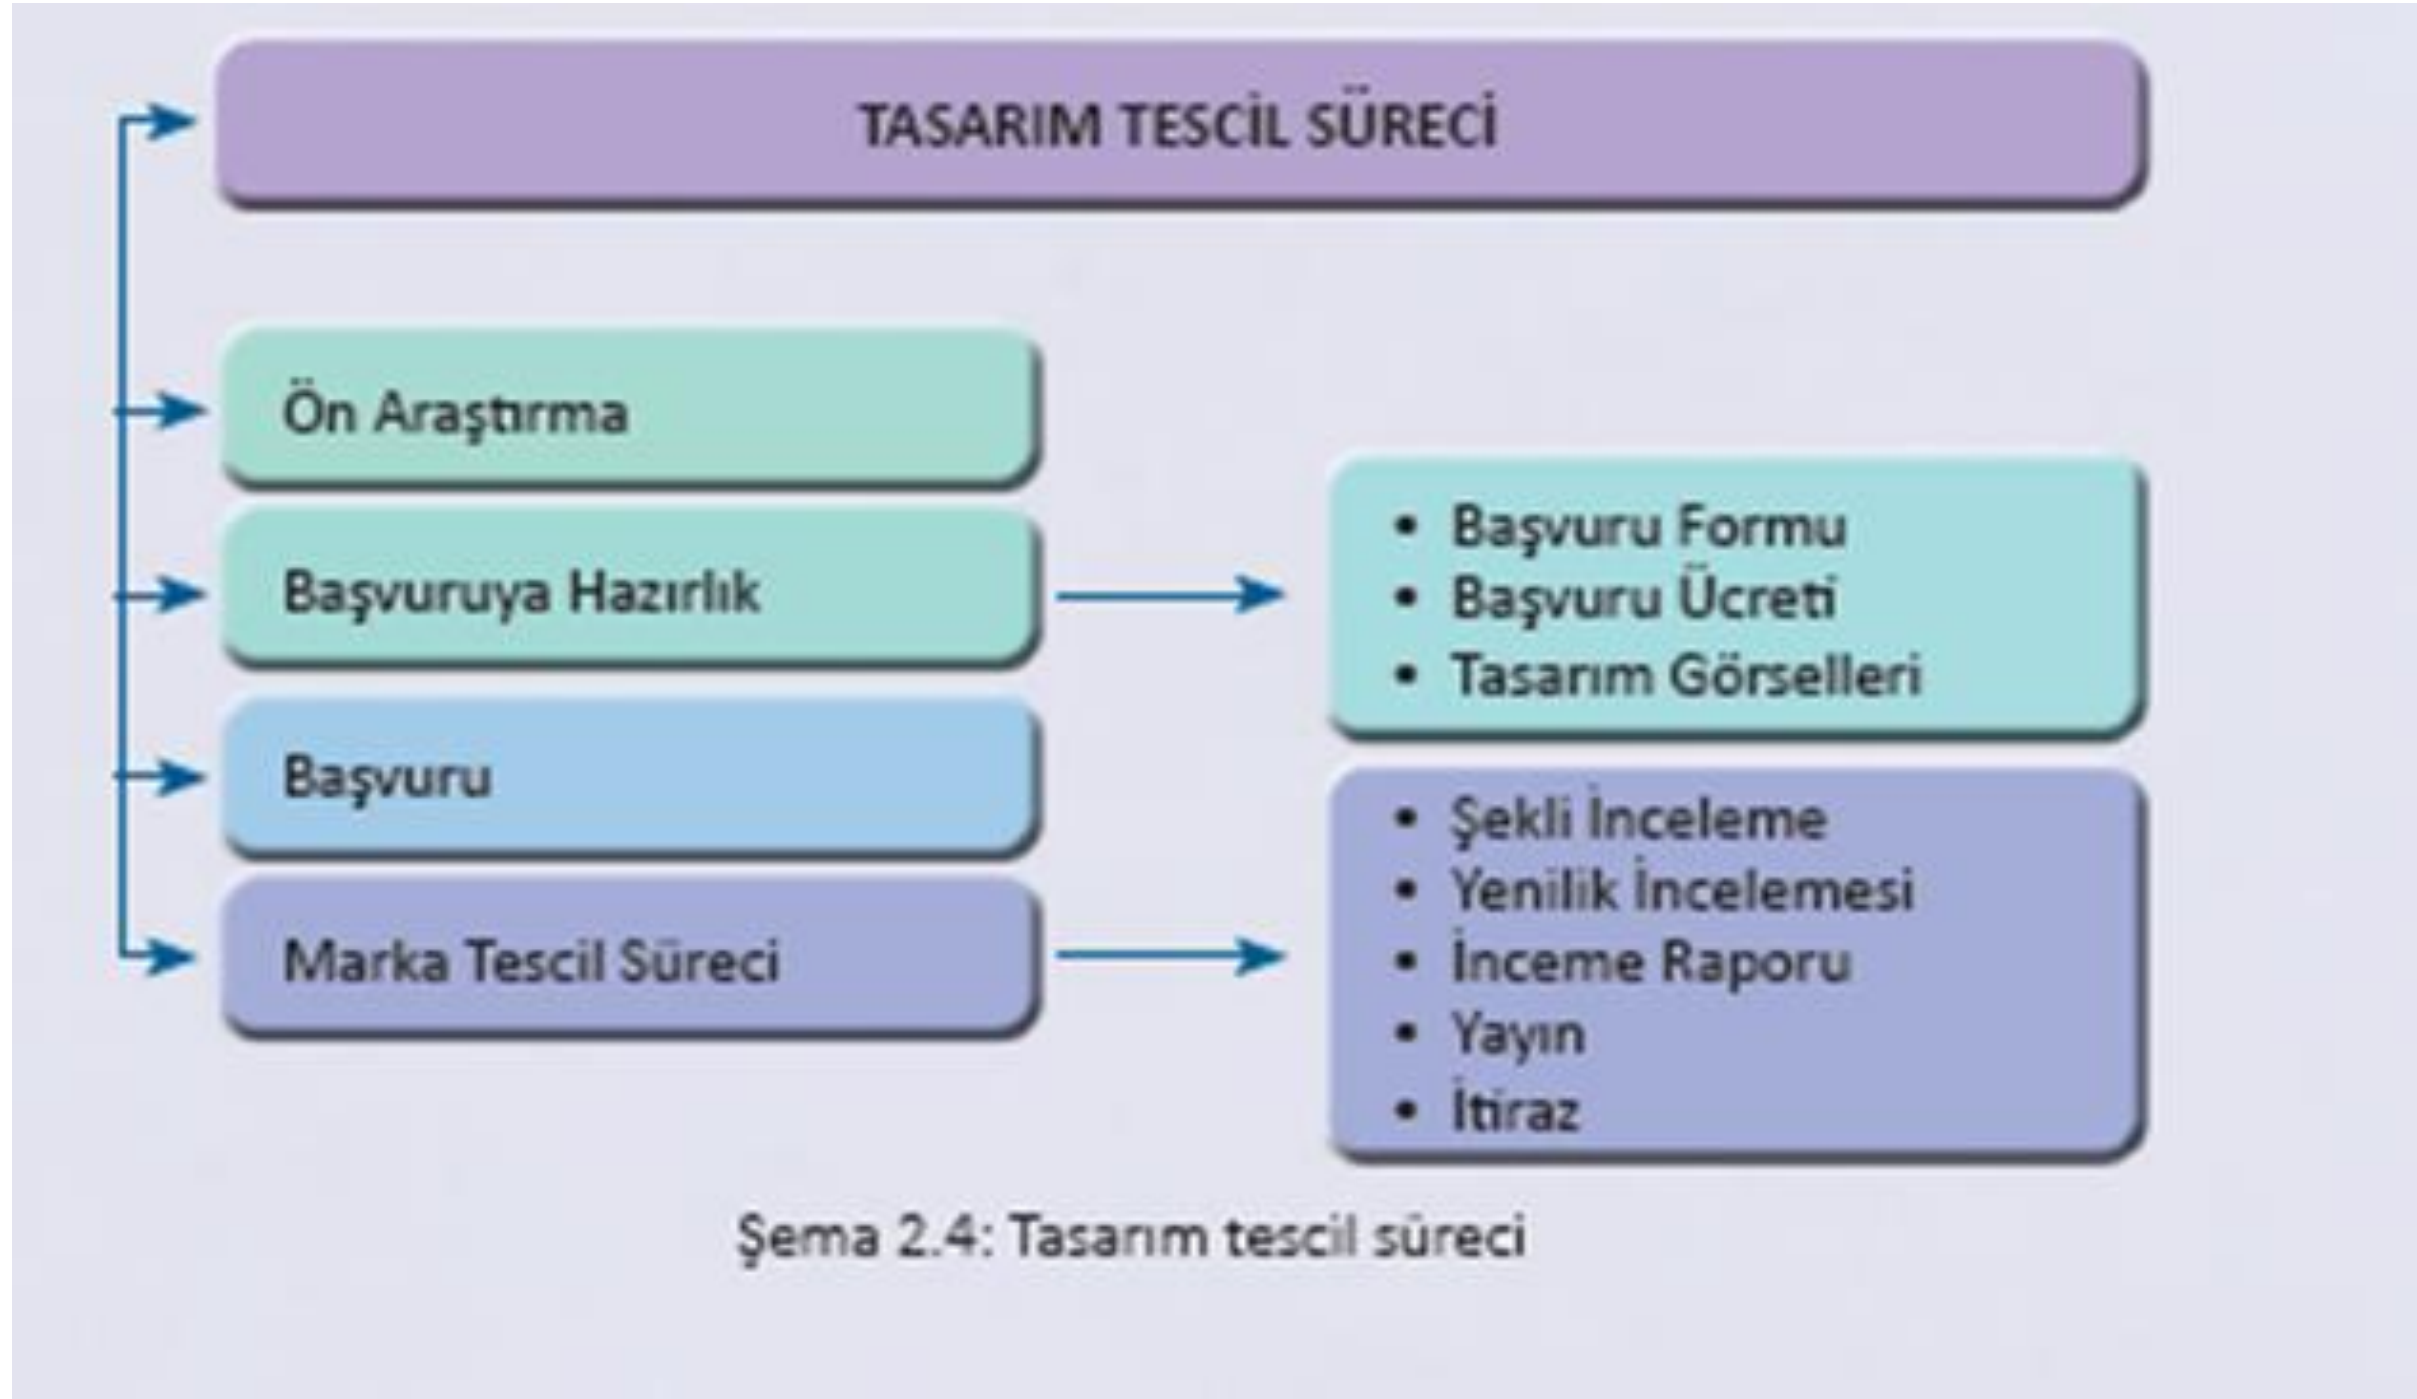 TASARIM TESCİL SÜRECİ
Ön Araştırma
Başvuruya Hazırlık
• Başvuru Formu
• Başvuru Ücreti
• Tasarım Görselleri
Başvuru
Marka Tescil Süreci
• Şekli İnceleme
• Yenilik İncelemesi
• İnceme Raporu
• Yayın
• İtiraz
Şema 2.4: Tasarım tescil süreci